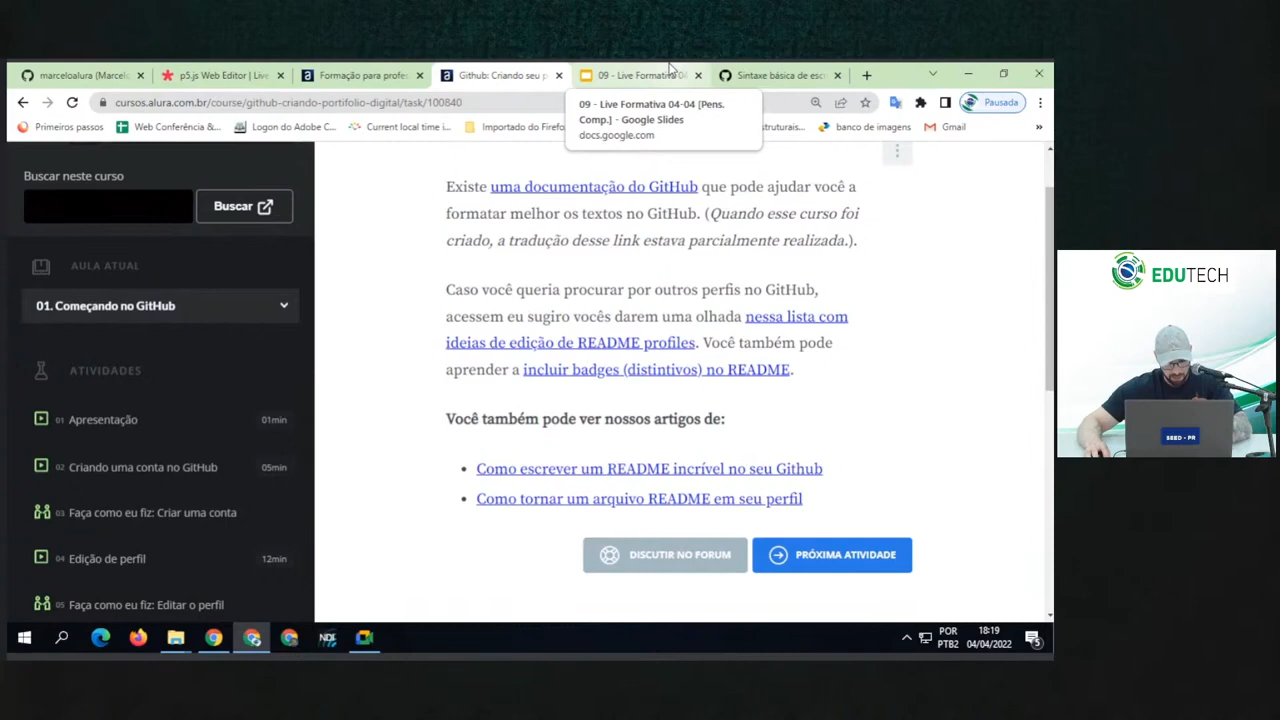 marceloalura (Marcel
p5.js Web Editor | Live
Formação para profes
Github: Criando seu p
09 - Live Formativa 04
Sintaxe básica de esc
cursos.alura.com.br/course/github-criando-portifolio-digital/task/100840
Pausada
09 - Live Formativa 04-04 [Pens.
Comp.] - Google Slides
docs.google.com
Primeiros passos
Web Conferência &...
Logon do Adobe C...
Current local time i...
Importado do Firefo
truturais...
banco de imagens
Gmail
»
Buscar neste curso
Buscar
AULA ATUAL
01. Começando no GitHub
ATIVIDADES
01 Apresentação 01min
02 Criando uma conta no GitHub 05min
03 Faça como eu fiz: Criar uma conta
04 Edição de perfil 12min
05 Faça como eu fiz: Editar o perfil
Existe uma documentação do GitHub que pode ajudar você a
formatar melhor os textos no GitHub. (Quando esse curso foi
criado, a tradução desse link estava parcialmente realizada.).
Caso você queria procurar por outros perfis no GitHub,
acessem eu sugiro vocês darem uma olhada nessa lista com
ideias de edição de README profiles. Você também pode
aprender a incluir badges (distintivos) no README.
Você também pode ver nossos artigos de:
• Como escrever um README incrível no seu Github
• Como tornar um arquivo README em seu perfil
DISCUTIR NO FORUM
PRÓXIMA ATIVIDADE
EDUTECH
SEED - PR
POR
PTB2
18:19
04/04/2022
5